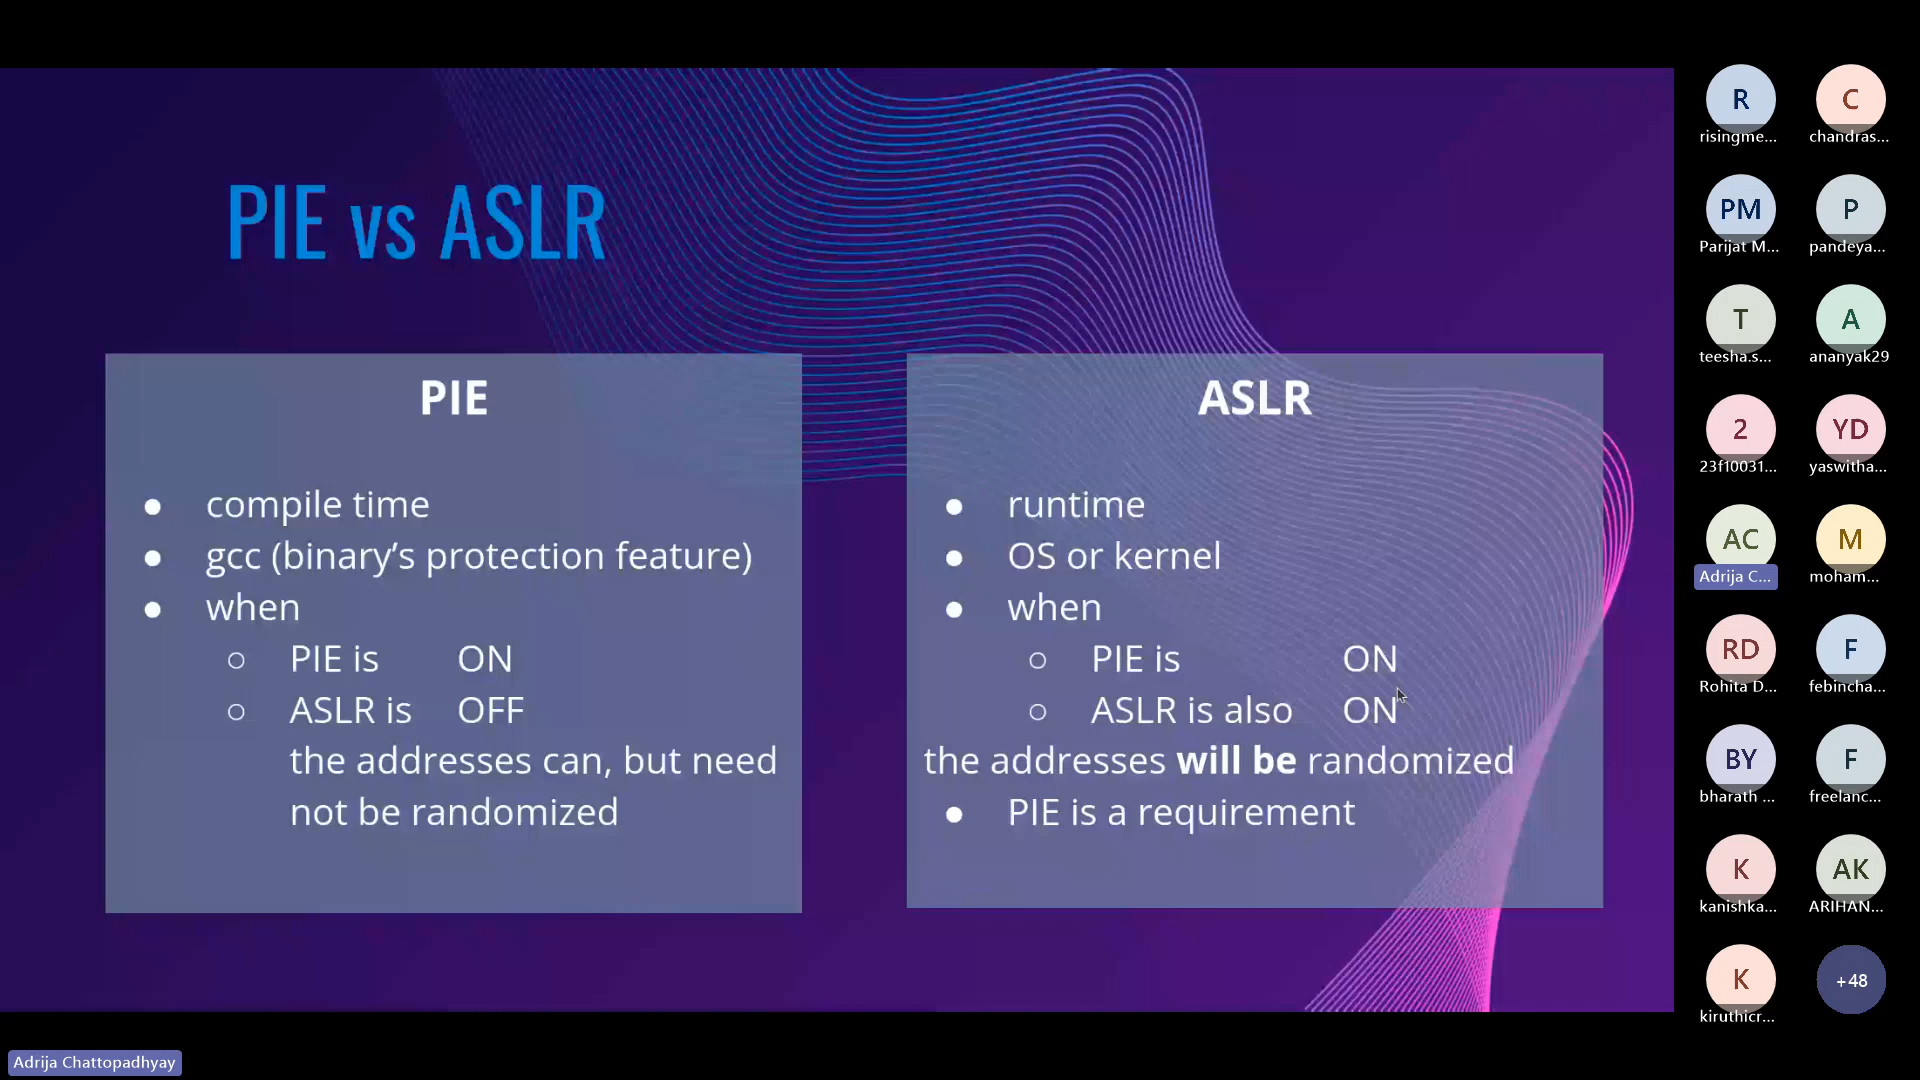 PIE vs ASLR
PIE
● compile time
● gcc (binary’s protection feature)
● when
○ PIE is ON
○ ASLR is OFF
the addresses can, but need
not be randomized
ASLR
● runtime
● OS or kernel
● when
○ PIE is ON
○ ASLR is also ON
the addresses will be randomized
● PIE is a requirement
R
risingme...
C
chandras...
PM
Parijat M...
P
pandeya...
T
teesha.s...
A
ananyak29
2
23f10031...
YD
yaswitha...
AC
Adrija C...
M
moham...
RD
Rohita D...
F
febincha...
BY
bharath ...
F
freelanc...
K
kanishka...
AK
ARIHAN...
K
kiruthicr...
+48
Adrija Chattopadhyay